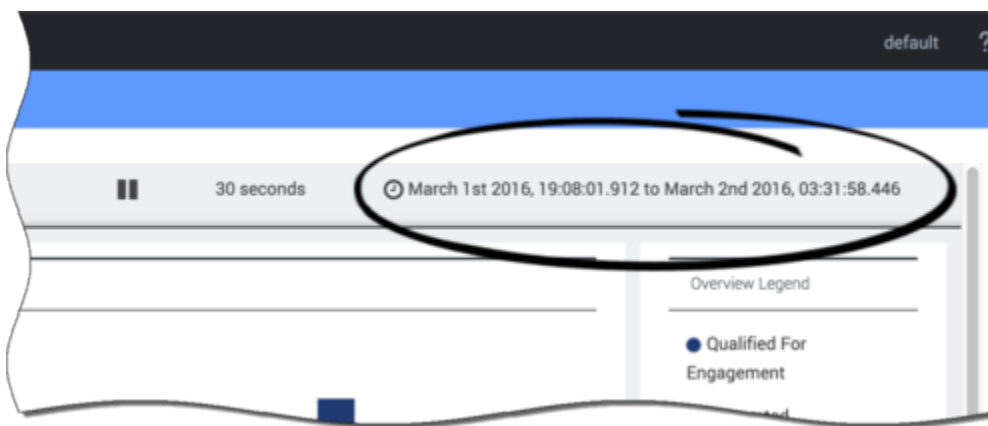 default ?
30 seconds March 1st 2016, 19:08:01.912 to March 2nd 2016, 03:31:58.446
Overview Legend
Qualified For
Engagement